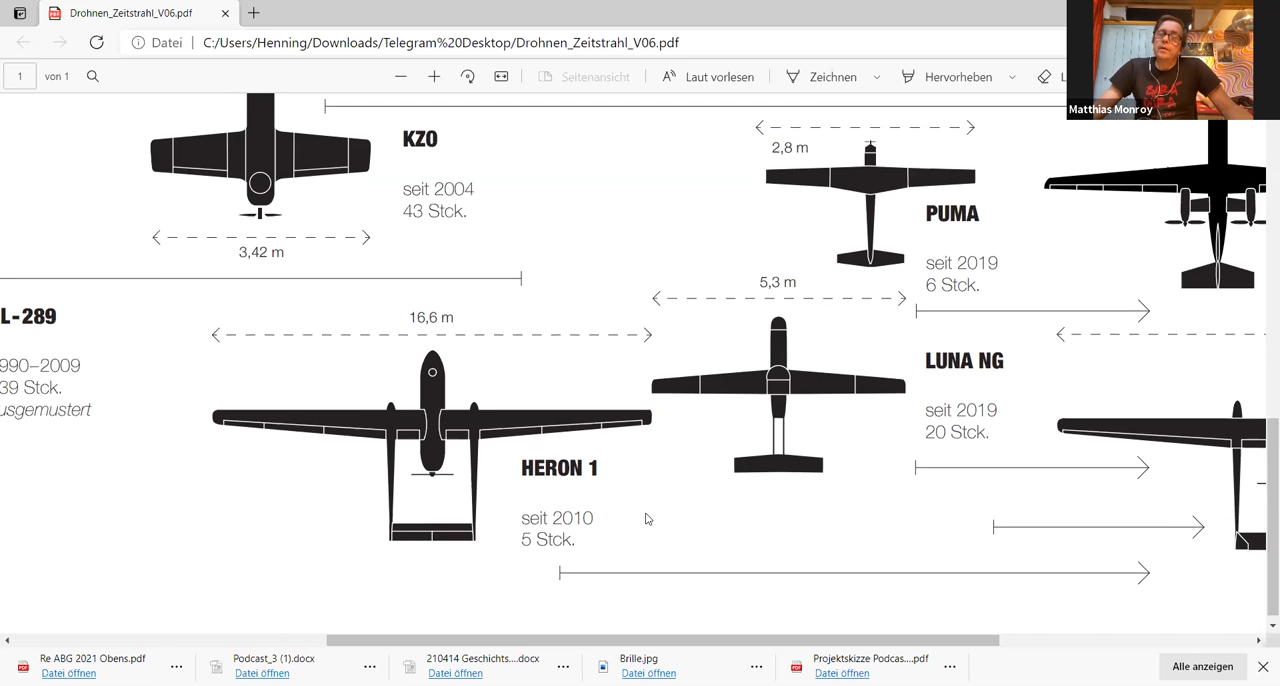 Drohnen_Zeitstrahl_V06.pdf
Datei
C:/Users/Henning/Downloads/Telegram%20Desktop/Drohnen_Zeitstrahl_V06.pdf
1 von 1
Seitenansicht
Laut vorlesen
Zeichnen
Hervorheben
L
Matthias Monroy
KZO
seit 2004
43 Stck.
3,42 m
2,8 m
PUMA
seit 2019
6 Stck.
L-289
990–2009
39 Stck.
usgemustert
16,6 m
HERON 1
seit 2010
5 Stck.
5,3 m
LUNA NG
seit 2019
20 Stck.
Re ABG 2021 Obens.pdf
Datei öffnen
Podcast_3 (1).docx
Datei öffnen
210414 Geschichts....docx
Datei öffnen
Brille.jpg
Datei öffnen
Projektskizze Podcas....pdf
Datei öffnen
Alle anzeigen